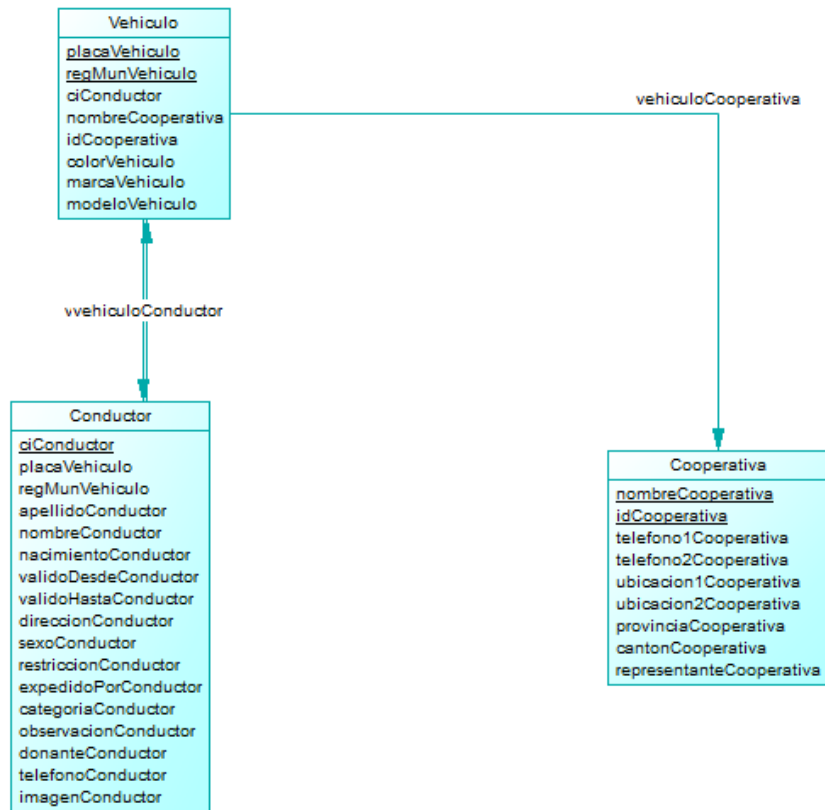 Vehiculo
placaVehiculo
regMunVehiculo
ciConductor
nombreCooperativa
idCooperativa
colorVehiculo
marcaVehiculo
modeloVehiculo
vehiculoCooperativa
vvehiculoConductor
Conductor
ciConductor
placaVehiculo
regMunVehiculo
apellidoConductor
nombreConductor
nacimientoConductor
validoDesdeConductor
validoHastaConductor
direccionConductor
sexoConductor
restriccionConductor
expedidoPorConductor
categoriaConductor
observacionConductor
donanteConductor
telefonoConductor
imagenConductor
Cooperativa
nombreCooperativa
idCooperativa
telefono1Cooperativa
telefono2Cooperativa
ubicacion1Cooperativa
ubicacion2Cooperativa
provinciaCooperativa
cantonCooperativa
representanteCooperativa